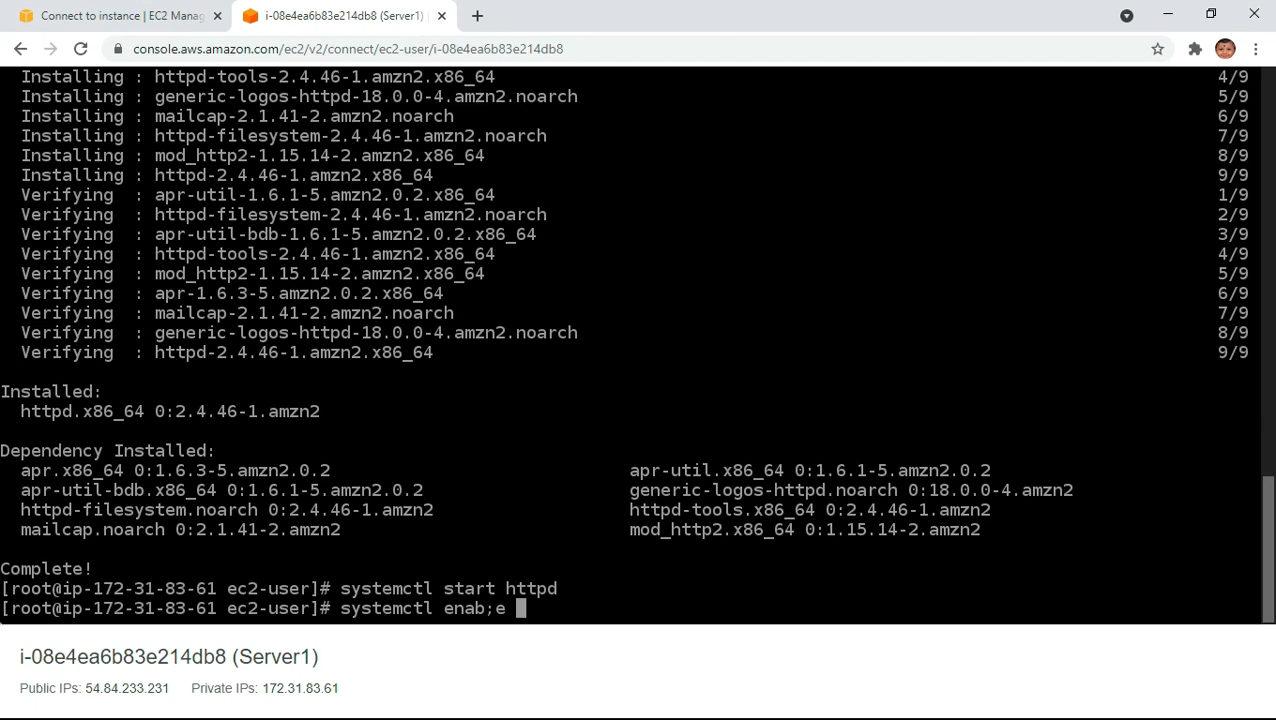 Connect to instance | EC2 Manag
i-08e4ea6b83e214db8 (Server1)
console.aws.amazon.com/ec2/v2/connect/ec2-user/i-08e4ea6b83e214db8
Installing : httpd-tools-2.4.46-1.amzn2.x86_64 4/9
Installing : generic-logos-httpd-18.0.0-4.amzn2.noarch 5/9
Installing : mailcap-2.1.41-2.amzn2.noarch 6/9
Installing : httpd-filesystem-2.4.46-1.amzn2.noarch 7/9
Installing : mod_http2-1.15.14-2.amzn2.x86_64 8/9
Installing : httpd-2.4.46-1.amzn2.x86_64 9/9
Verifying : apr-util-1.6.1-5.amzn2.0.2.x86_64 1/9
Verifying : httpd-filesystem-2.4.46-1.amzn2.noarch 2/9
Verifying : apr-util-bdb-1.6.1-5.amzn2.0.2.x86_64 3/9
Verifying : httpd-tools-2.4.46-1.amzn2.x86_64 4/9
Verifying : mod_http2-1.15.14-2.amzn2.x86_64 5/9
Verifying : apr-1.6.3-5.amzn2.0.2.x86_64 6/9
Verifying : mailcap-2.1.41-2.amzn2.noarch 7/9
Verifying : generic-logos-httpd-18.0.0-4.amzn2.noarch 8/9
Verifying : httpd-2.4.46-1.amzn2.x86_64 9/9
Installed:
httpd.x86_64 0:2.4.46-1.amzn2
Dependency Installed:
apr.x86_64 0:1.6.3-5.amzn2.0.2 apr-util.x86_64 0:1.6.1-5.amzn2.0.2
apr-util-bdb.x86_64 0:1.6.1-5.amzn2.0.2 generic-logos-httpd.noarch 0:18.0.0-4.amzn2
httpd-filesystem.noarch 0:2.4.46-1.amzn2 httpd-tools.x86_64 0:2.4.46-1.amzn2
mailcap.noarch 0:2.1.41-2.amzn2 mod_http2.x86_64 0:1.15.14-2.amzn2
Complete!
[root@ip-172-31-83-61 ec2-user]# systemctl start httpd
[root@ip-172-31-83-61 ec2-user]# systemctl enab;e
i-08e4ea6b83e214db8 (Server1)
Public IPs: 54.84.233.231 Private IPs: 172.31.83.61